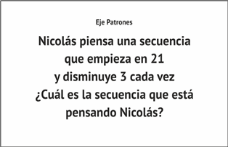 Eje Patrones
Nicolás piensa una secuencia
que empieza en 21
y disminuye 3 cada vez
¿Cuál es la secuencia que está
pensando Nicolás?